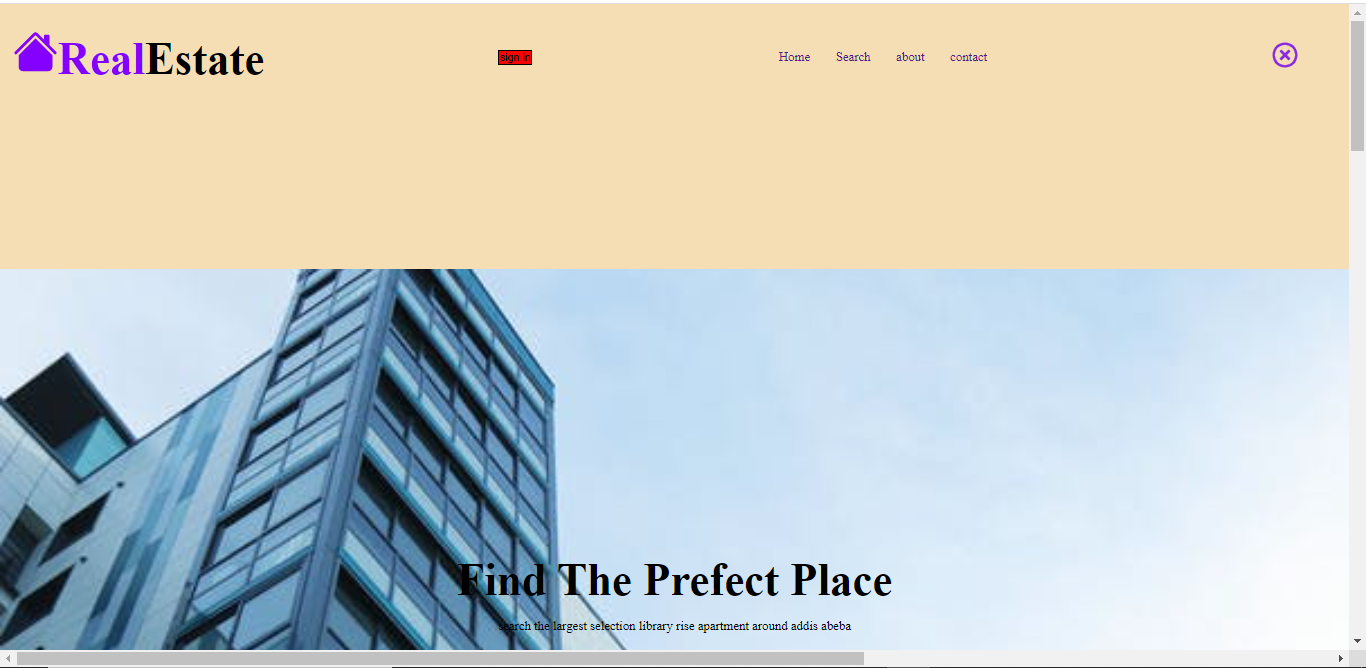 RealEstate
sign in
Home Search about contact
Find The Prefect Place
search the largest selection library rise apartment around addis abeba